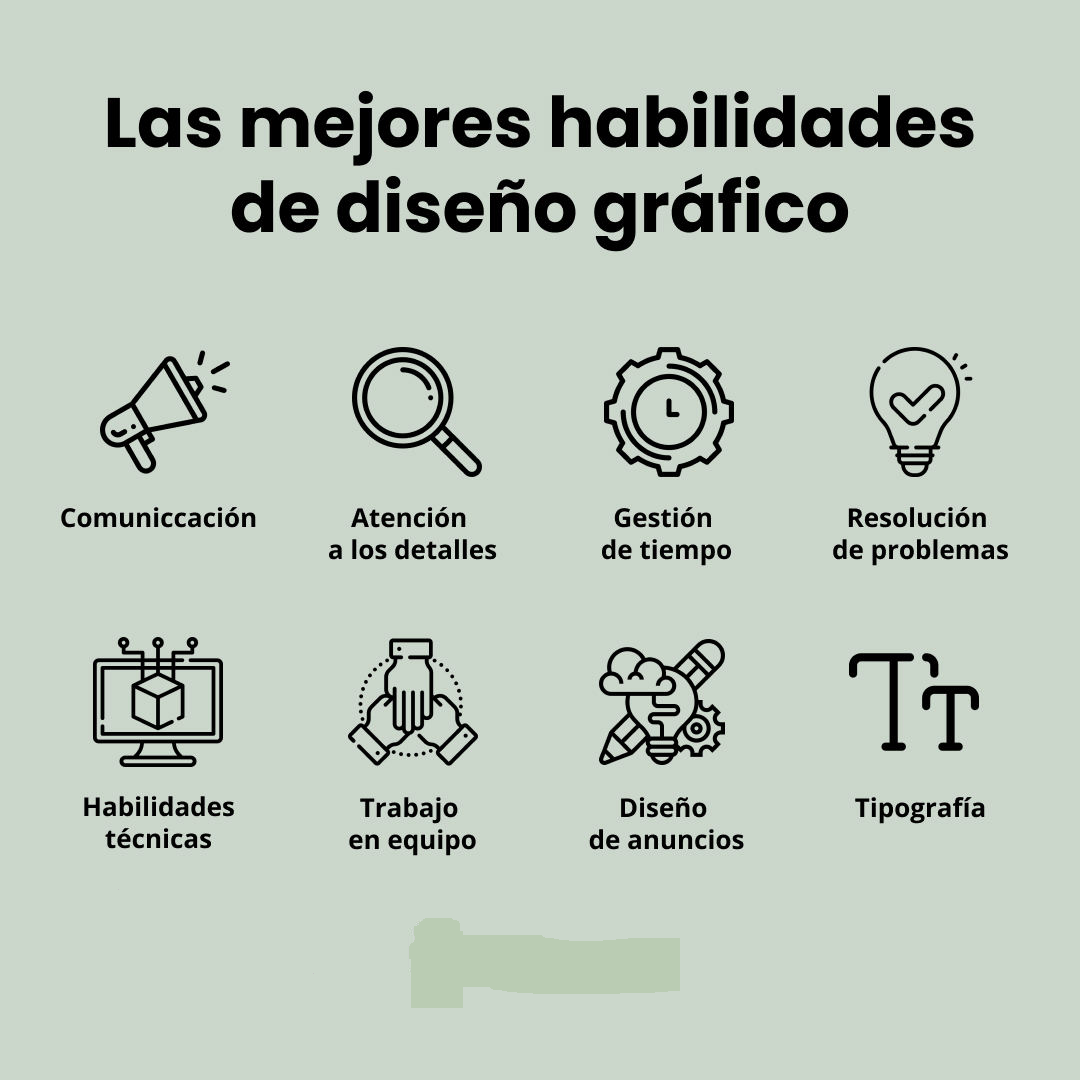 Las mejores habilidades
de diseño gráfico
Comuniccación
Atención
a los detalles
Gestión
de tiempo
Resolución
de problemas
Habilidades
técnicas
Trabajo
en equipo
Diseño
de anuncios
Tipografía